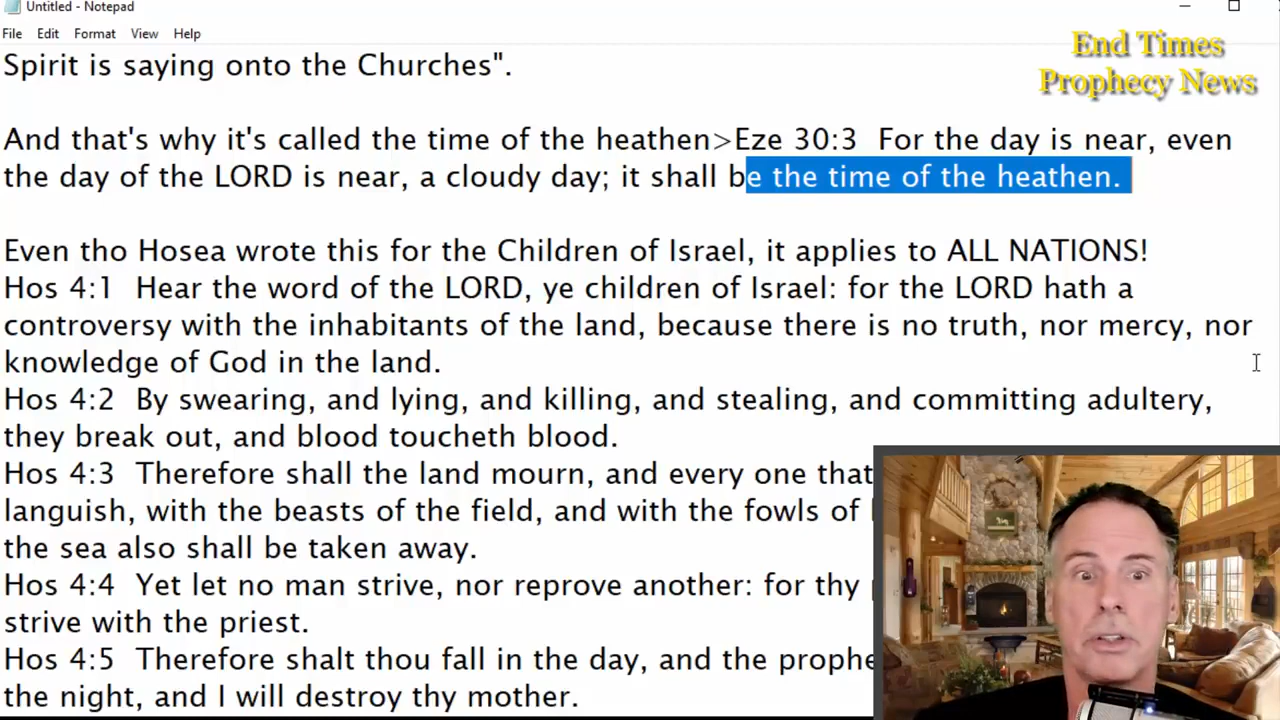 Untitled - Notepad
File Edit Format View Help
End Times
Prophecy News
Spirit is saying onto the Churches".
And that's why it's called the time of the heathen>Eze 30:3  For the day is near, even
the day of the LORD is near, a cloudy day; it shall be the time of the heathen.
Even tho Hosea wrote this for the Children of Israel, it applies to ALL NATIONS!
Hos 4:1  Hear the word of the LORD, ye children of Israel: for the LORD hath a
controversy with the inhabitants of the land, because there is no truth, nor mercy, nor
knowledge of God in the land.
Hos 4:2  By swearing, and lying, and killing, and stealing, and committing adultery,
they break out, and blood toucheth blood.
Hos 4:3  Therefore shall the land mourn, and every one that
languish, with the beasts of the field, and with the fowls of
the sea also shall be taken away.
Hos 4:4  Yet let no man strive, nor reprove another: for thy
strive with the priest.
Hos 4:5  Therefore shalt thou fall in the day, and the prophe
the night, and I will destroy thy mother.